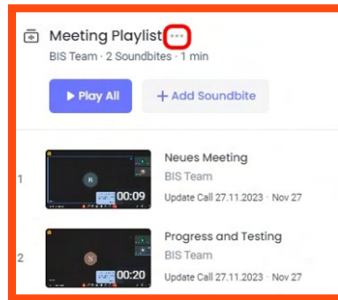 Meeting Playlist ...
BIS Team · 2 Soundbites · 1 min
Play All
+ Add Soundbite
1
R
00:09
Neues Meeting
BIS Team
Update Call 27.11.2023 · Nov 27
2
S
00:20
Progress and Testing
BIS Team
Update Call 27.11.2023 · Nov 27